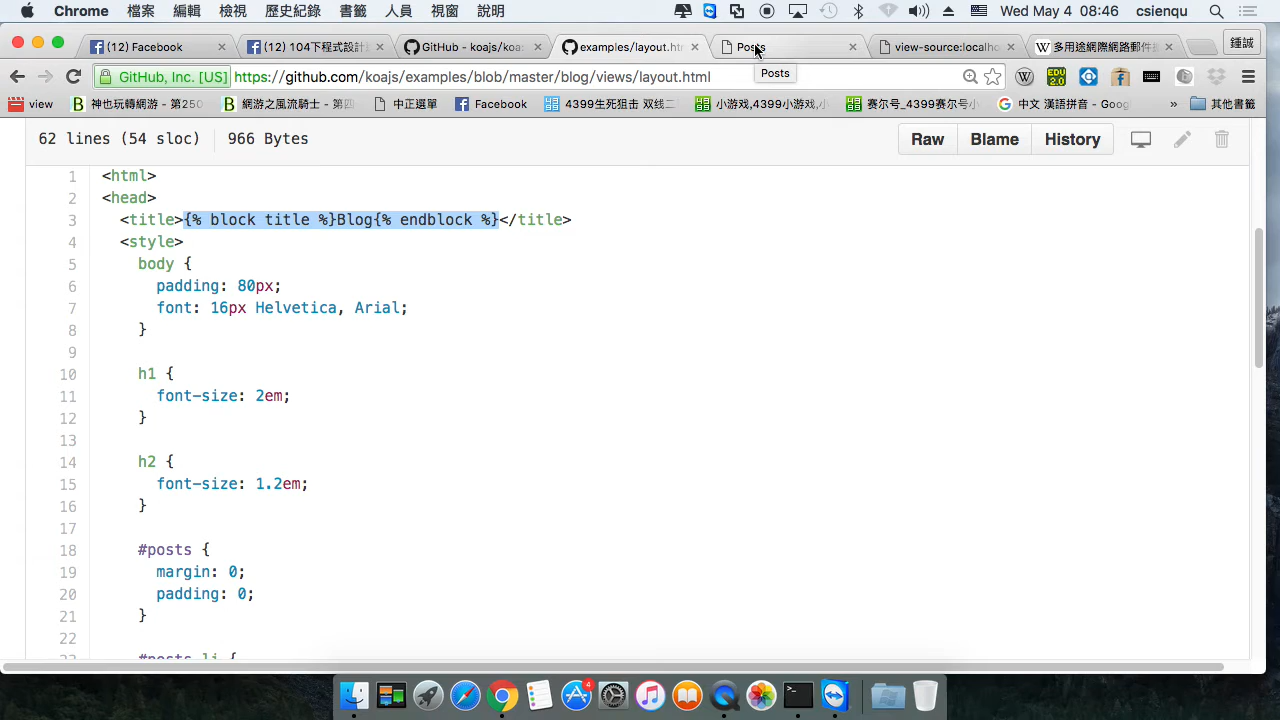 Chrome 檔案 編輯 檢視 歷史紀錄 書籤 人員 視窗 說明 Wed May 4 08:46 csienqu
(12) Facebook (12) 104下程式設計 GitHub - koajs/koa examples/layout.htm Posts view-source:localho 多用途網際網路郵件 鍾誠
GitHub, Inc. [US] https://github.com/koajs/examples/blob/master/blog/views/layout.html EDU 2.0
view 神也玩轉網游 - 第250 網游之風流騎士 - 第四 中正選單 Facebook 4399生死狙击 双线二 小游戏,4399小游戏,小 赛尔号_4399赛尔号小 中文 漢語拼音 - Goog » 其他書籤
Posts
62 lines (54 sloc) 966 Bytes Raw Blame History
1 <html>
2 <head>
3 <title>{% block title %}Blog{% endblock %}</title>
4 <style>
5 body {
6 padding: 80px;
7 font: 16px Helvetica, Arial;
8 }
9
10 h1 {
11 font-size: 2em;
12 }
13
14 h2 {
15 font-size: 1.2em;
16 }
17
18 #posts {
19 margin: 0;
20 padding: 0;
21 }
22
23 #posts li {
4